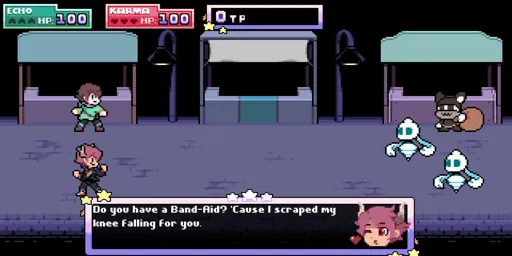 ECHO
HP: 100
KARMA
HP: 100
0 TP
Do you have a Band-Aid? 'Cause I scraped my
knee falling for you.